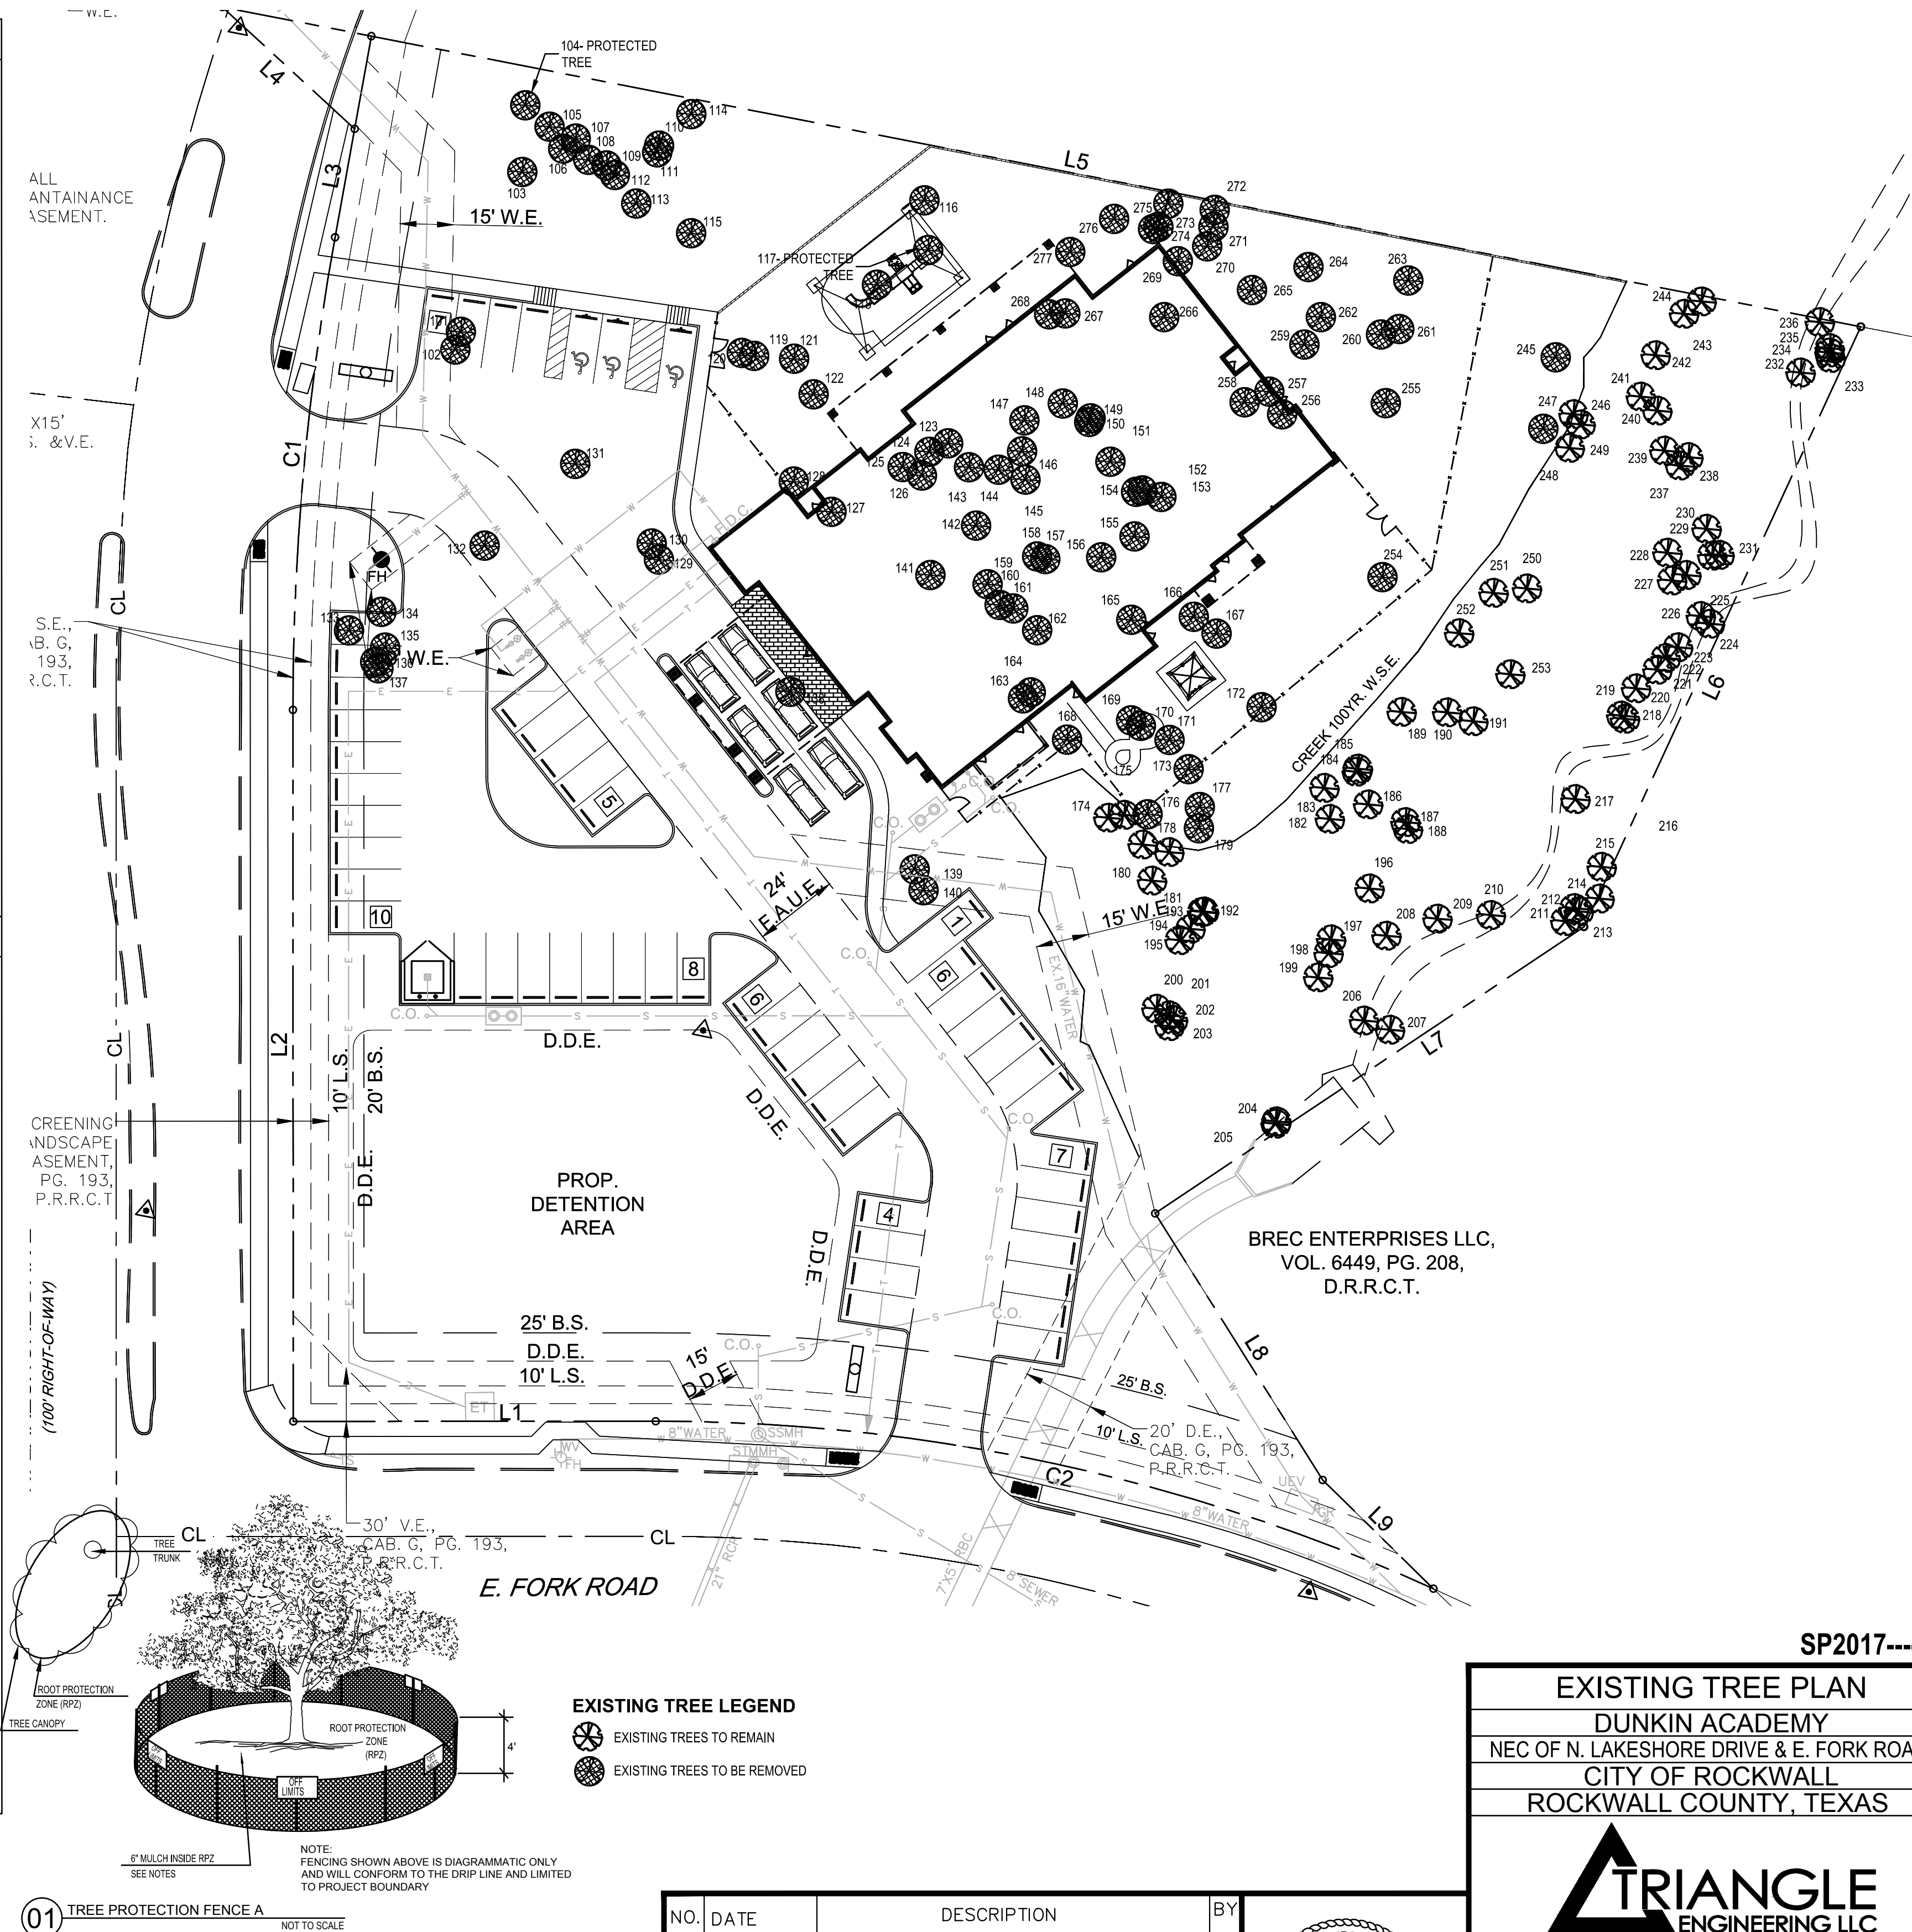 W.E.
L4
104- PROTECTED
TREE
105
107
108
106
109
110
111
112
103
113
114
115
L3
15' W.E.
L5
ALL
ANTAINANCE
ASEMENT.
116
117- PROTECTED
TREE
272
275
273
274
276
271
277
269
270
264
263
265
268
267
266
262
259
260
261
244
236
235
234
232
233
243
242
245
241
102
119
121
122
X15'
S. &V.E.
C1
148
147
149
150
151
258
257
256
255
247
246
240
249
248
239
238
237
123
124
125
126
131
128
127
143
144
146
145
152
153
154
142
158
157
155
156
F.D.C.
132
130
129
FH
141
159
160
161
162
254
230
229
231
228
227
250
251
252
253
226
225
224
223
222
221
220
219
218
134
135
136
137
W.E.
S.E.,
AB. G,
193,
R.C.T.
CL
166
165
167
164
163
169
170
168
171
172
173
175
CREEK 100YR. W.S.E.
189
190
191
L6
185
184
183
182
186
187
188
217
216
215
174
176
177
178
179
180
181
192
193
194
195
15' W.E.
196
197
198
199
208
209
210
214
212
211
213
5
C.O.
C.O.
C.O.
139
140
24'
F.A.U.E.
1
10
8
6
6
C.O.
C.O.
EX.16"WATER
200
201
202
203
206
207
L7
L2
CL
10' L.S.
20' B.S.
D.D.E.
D.D.E.
D.D.E.
C.O.
7
204
205
CREENING
ANDSCAPE
ASEMENT,
PG. 193,
P.R.R.C.T
PROP.
DETENTION
AREA
4
D.D.E.
BREC ENTERPRISES LLC,
VOL. 6449, PG. 208,
D.R.R.C.T.
(100' RIGHT-OF-WAY)
25' B.S.
D.D.E.
10' L.S.
15'
D.D.E.
C.O.
C.O.
L8
25' B.S.
10' L.S.
20' D.E.,
CAB. G, PG. 193,
P.R.R.C.T.
ET
L1
8"WATER
SSMH
WV
FH
STMMH
C2
UEV
L9
8"WATER
30' V.E.,
CAB. G, PG. 193,
P.R.R.C.T.
CL
CL
21" RCP
7'X5' RBC
8' SEWER
E. FORK ROAD
TREE
TRUNK
ROOT PROTECTION
ZONE (RPZ)
TREE CANOPY
ROOT PROTECTION
ZONE
(RPZ)
4'
OFF
LIMITS
6" MULCH INSIDE RPZ
SEE NOTES
NOTE:
FENCING SHOWN ABOVE IS DIAGRAMMATIC ONLY
AND WILL CONFORM TO THE DRIP LINE AND LIMITED
TO PROJECT BOUNDARY
01
TREE PROTECTION FENCE A
NOT TO SCALE
EXISTING TREE LEGEND
EXISTING TREES TO REMAIN
EXISTING TREES TO BE REMOVED
SP2017---
EXISTING TREE PLAN
DUNKIN ACADEMY
NEC OF N. LAKESHORE DRIVE & E. FORK ROA
CITY OF ROCKWALL
ROCKWALL COUNTY, TEXAS
TRIANGLE
ENGINEERING LLC
NO. DATE DESCRIPTION BY